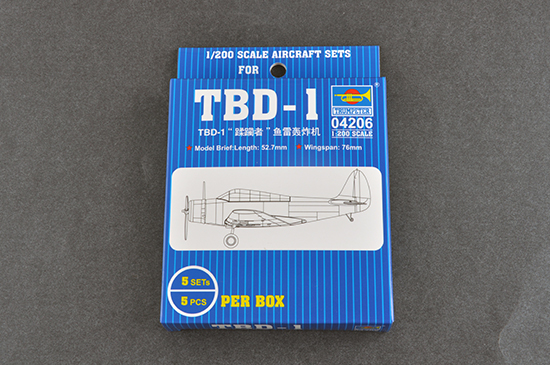 1/200 SCALE AIRCRAFT SETS
FOR
TBD-1
TRUMPETER
04206
1/200 SCALE
TBD-1 "蹂躏者" 鱼雷轰炸机
Model Brief:Length: 52.7mm
Wingspan: 76mm
5 SETs
5 PCS
PER BOX
TBD-1